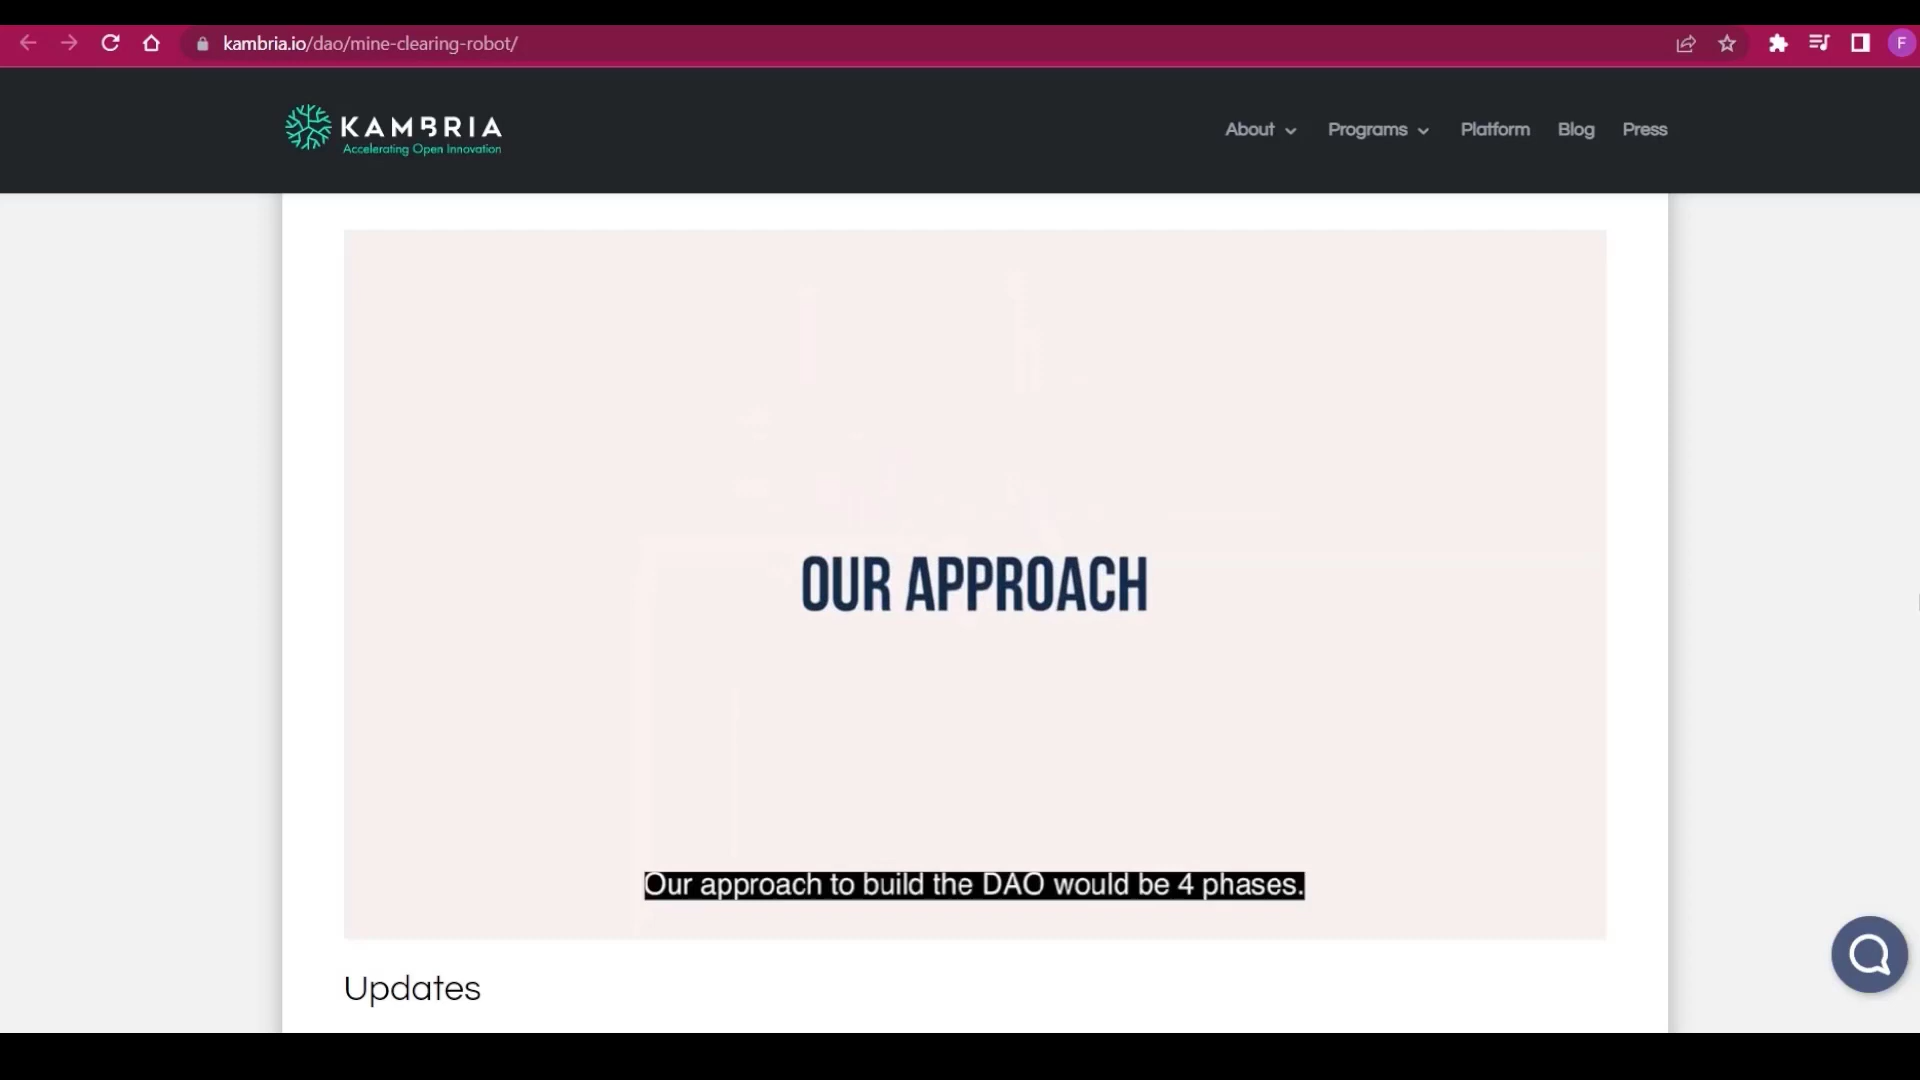 kambria.io/dao/mine-clearing-robot/
F
KAMBRIA
Accelerating Open Innovation
About
Programs
Platform
Blog
Press
OUR APPROACH
Our approach to build the DAO would be 4 phases.
Updates